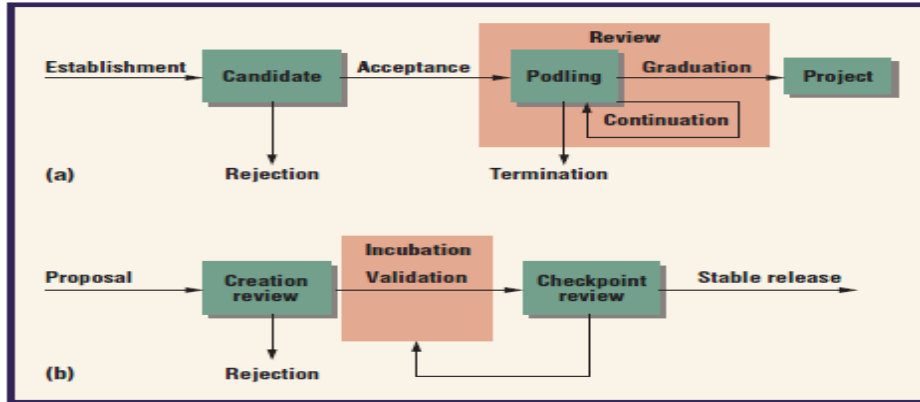 Review
Establishment
Candidate
Acceptance
Podling
Graduation
Project
Continuation
(a)
Rejection
Termination
Incubation
Proposal
Creation
review
Validation
Checkpoint
review
Stable release
(b)
Rejection